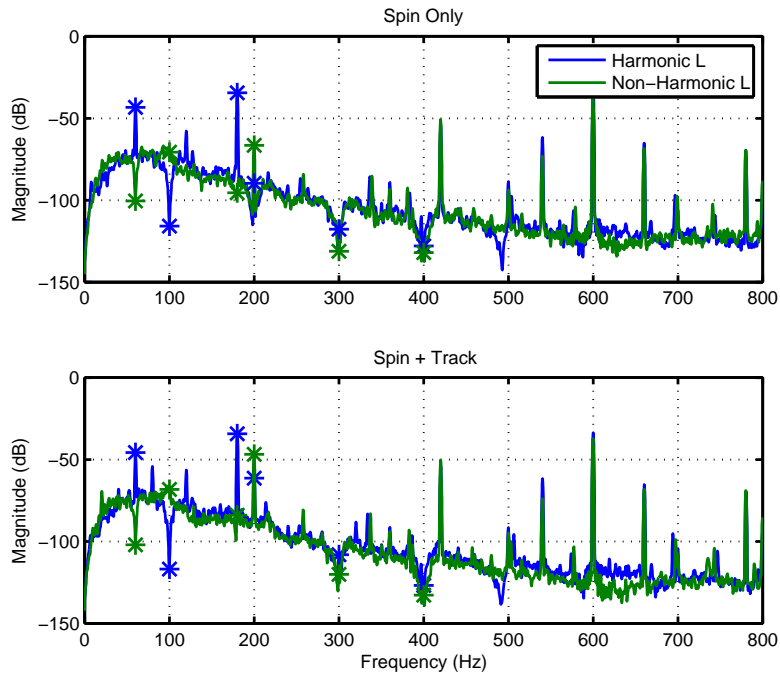 Spin Only
0
−50
−100
−150
Magnitude (dB)
0 100 200 300 400 500 600 700 800
Harmonic L
Non−Harmonic L
Spin + Track
0
−50
−100
−150
Magnitude (dB)
0 100 200 300 400 500 600 700 800
Frequency (Hz)